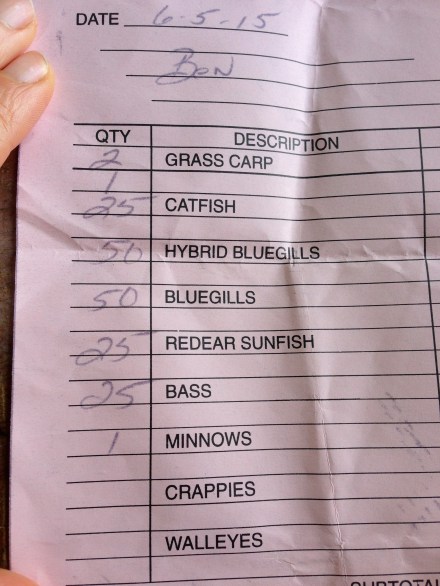 DATE 6-5-15
Ben
QTY DESCRIPTION
2 GRASS CARP
1
25 CATFISH
50 HYBRID BLUEGILLS
50 BLUEGILLS
25 REDEAR SUNFISH
25 BASS
1 MINNOWS
CRAPPIES
WALLEYES